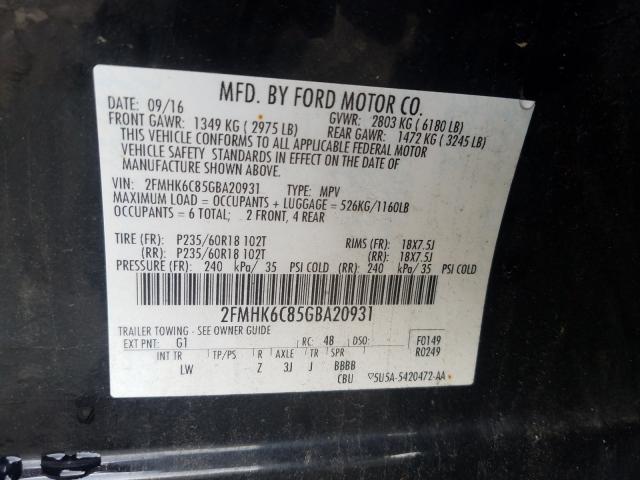 MFD. BY FORD MOTOR CO.
DATE: 09/16 GVWR: 2803 KG ( 6180 LB)
FRONT GAWR: 1349 KG ( 2975 LB) REAR GAWR: 1472 KG ( 3245 LB)
THIS VEHICLE CONFORMS TO ALL APPLICABLE FEDERAL MOTOR
VEHICLE SAFETY STANDARDS IN EFFECT ON THE DATE OF
MANUFACTURE SHOWN ABOVE.
VIN: 2FMHK6C85GBA20931 TYPE: MPV
MAXIMUM LOAD = OCCUPANTS + LUGGAGE = 526KG/1160LB
OCCUPANTS = 6 TOTAL; 2 FRONT, 4 REAR
TIRE (FR): P235/60R18 102T RIMS (FR): 18X7.5J
(RR): P235/60R18 102T (RR): 18X7.5J
PRESSURE (FR): 240 kPa/ 35 PSI COLD (RR): 240 kPa/ 35 PSI COLD
2FMHK6C85GBA20931
TRAILER TOWING - SEE OWNER GUIDE
EXT PNT: G1 RC: 48 DSO: F0149
INT TR TP/PS R AXLE TR SPR R0249
LW Z 3J J BBBB
CBU 5U5A-5420472-AA